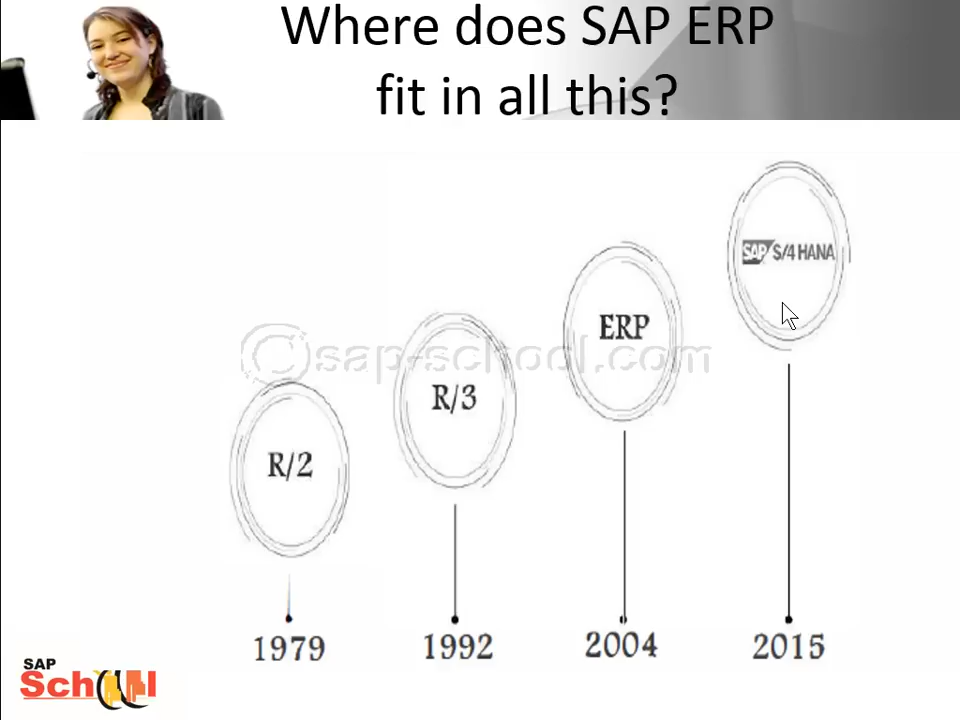 Where does SAP ERP
fit in all this?
SAP S/4 HANA
ERP
©sap-school.com
R/3
R/2
1979
1992
2004
2015
SAP
School